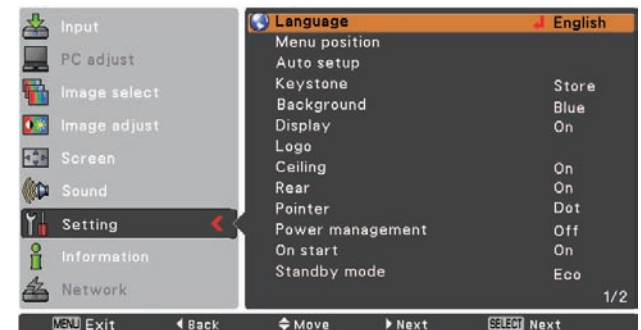 Input
PC adjust
Image select
Image adjust
Screen
Sound
Setting
Information
Network
Language English
Menu position
Auto setup
Keystone Store
Background Blue
Display On
Logo
Ceiling On
Rear On
Pointer Dot
Power management Off
On start On
Standby mode Eco
1/2
MENU Exit Back Move Next SELECT Next